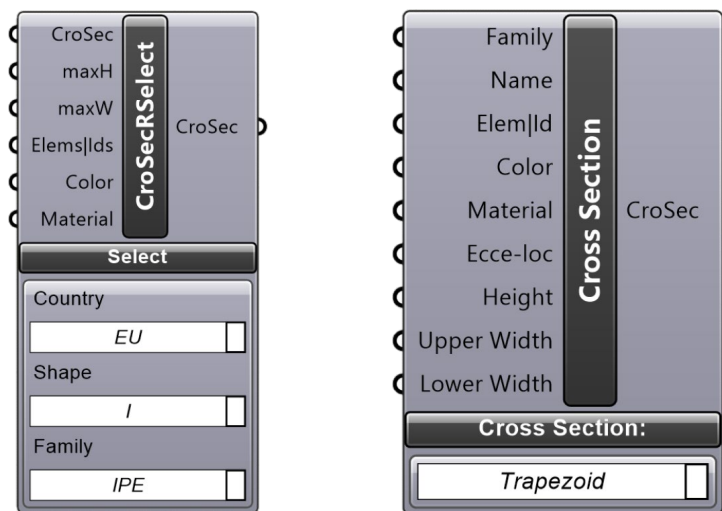 CroSec
maxH
maxW
Elems|Ids
Color
Material
CroSecRSelect
CroSec
Select
Country
EU
Shape
I
Family
IPE
Family
Name
Elem|Id
Color
Material
Ecce-loc
Height
Upper Width
Lower Width
Cross Section
CroSec
Cross Section:
Trapezoid